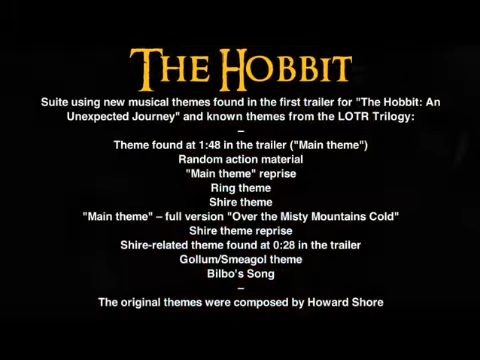 THE HOBBIT
Suite using new musical themes found in the first trailer for "The Hobbit: An
Unexpected Journey" and known themes from the LOTR Trilogy:
–
Theme found at 1:48 in the trailer ("Main theme")
Random action material
"Main theme" reprise
Ring theme
Shire theme
"Main theme" – full version "Over the Misty Mountains Cold"
Shire theme reprise
Shire-related theme found at 0:28 in the trailer
Gollum/Smeagol theme
Bilbo's Song
–
The original themes were composed by Howard Shore